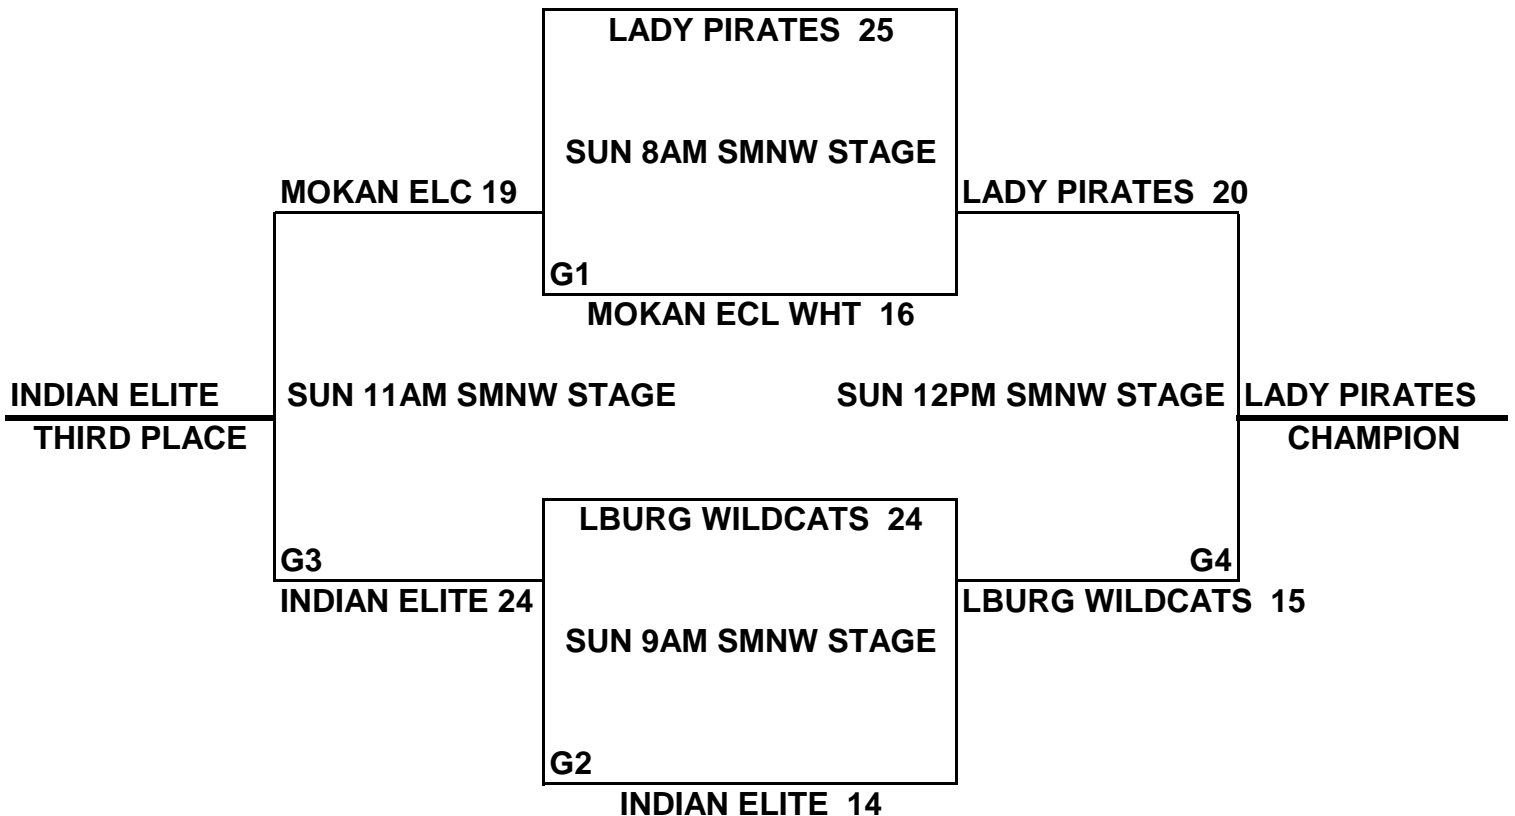 LADY PIRATES 25
SUN 8AM SMNW STAGE
MOKAN ELC 19
LADY PIRATES 20
G1
MOKAN ECL WHT 16
INDIAN ELITE
SUN 11AM SMNW STAGE
SUN 12PM SMNW STAGE
LADY PIRATES
THIRD PLACE
CHAMPION
LBURG WILDCATS 24
G3
G4
INDIAN ELITE 24
LBURG WILDCATS 15
SUN 9AM SMNW STAGE
G2
INDIAN ELITE 14